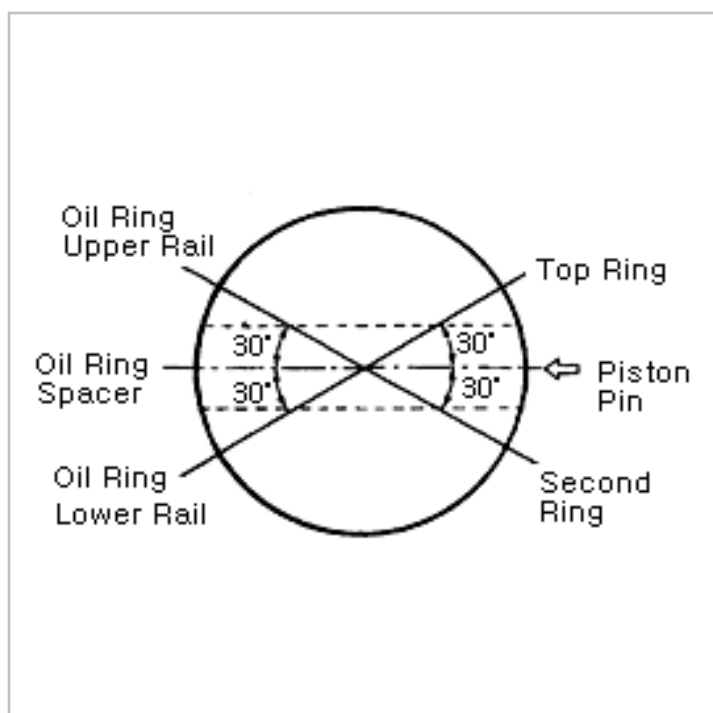 Oil Ring
Upper Rail
Top Ring
30°
30°
Oil Ring
Spacer
Piston
Pin
30°
30°
Oil Ring
Lower Rail
Second
Ring